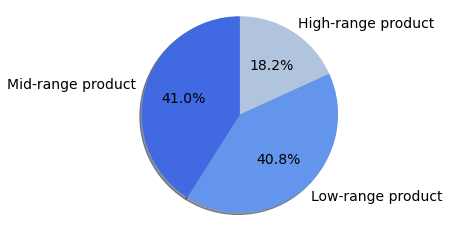 High-range product
18.2%
Mid-range product
41.0%
40.8%
Low-range product